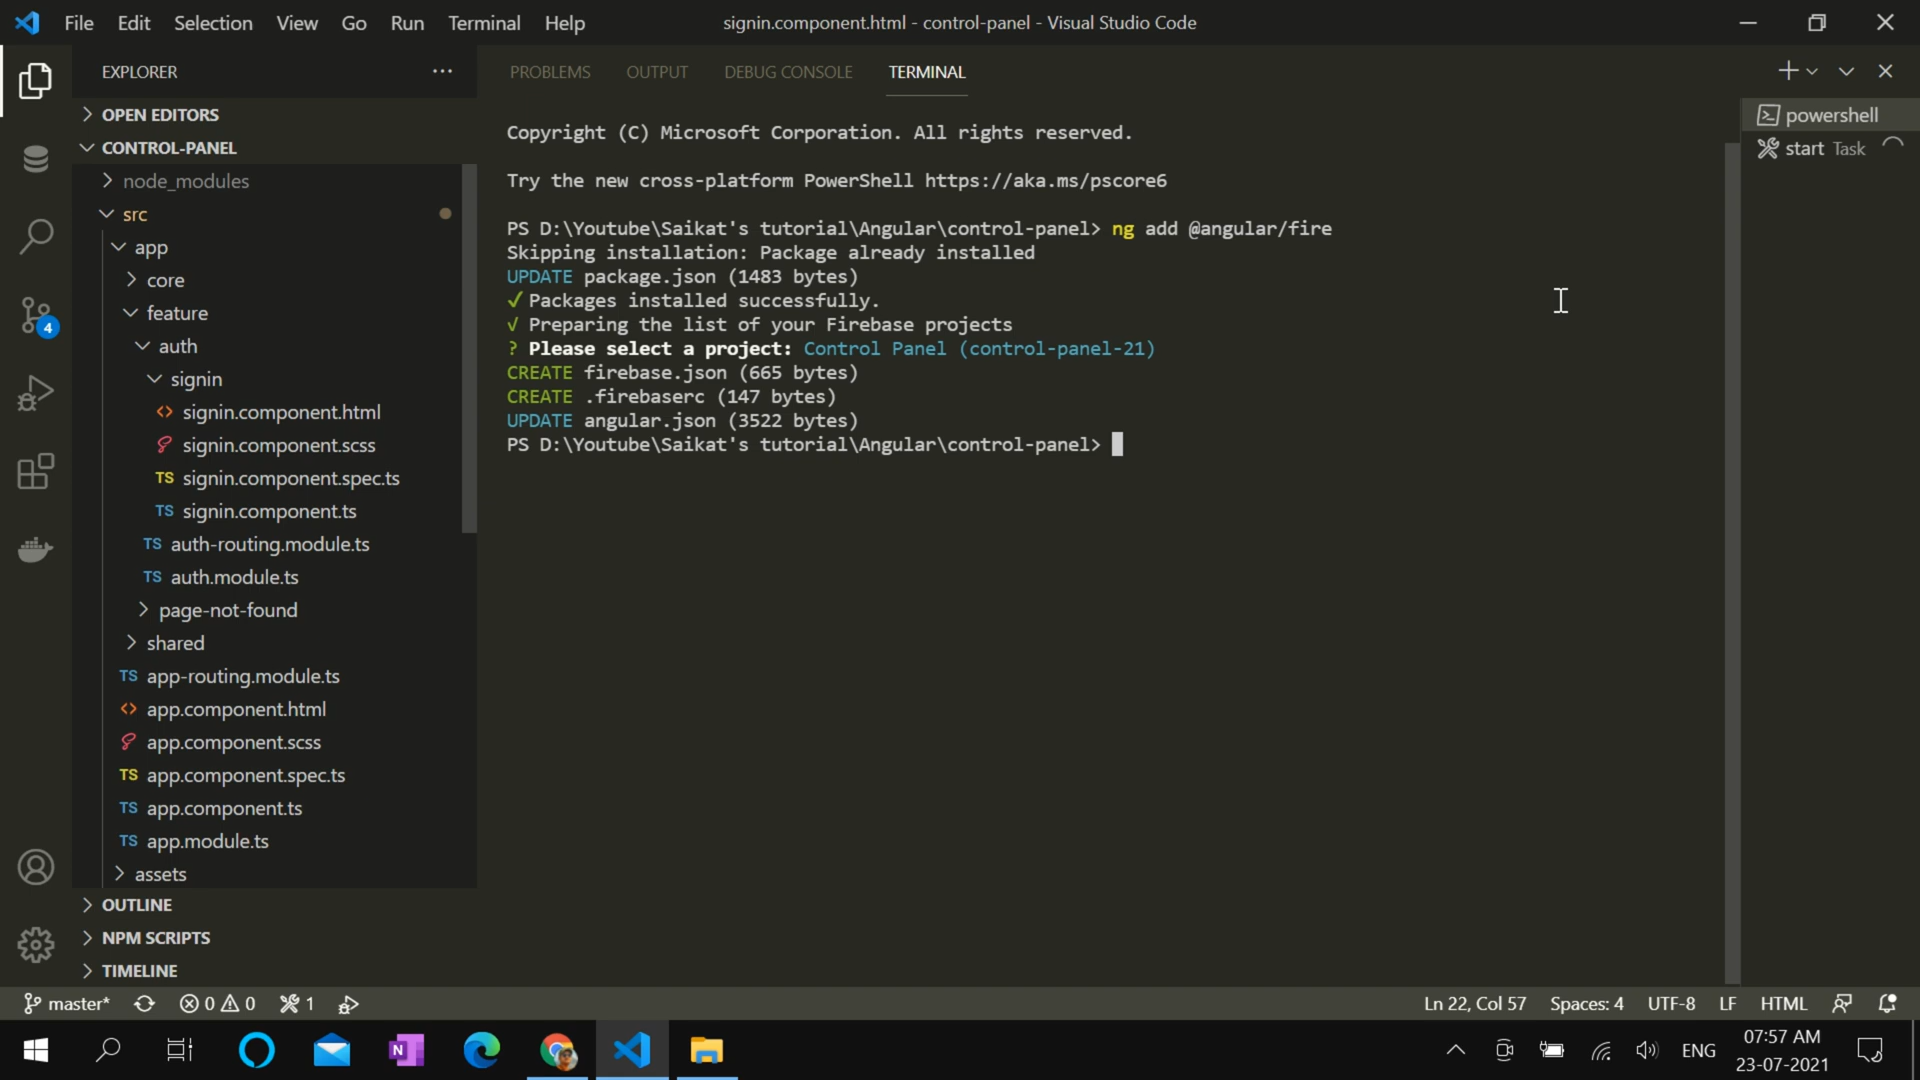 File Edit Selection View Go Run Terminal Help
signin.component.html - control-panel - Visual Studio Code
EXPLORER
OPEN EDITORS
CONTROL-PANEL
node_modules
src
app
core
feature
auth
signin
signin.component.html
signin.component.scss
TS signin.component.spec.ts
TS signin.component.ts
TS auth-routing.module.ts
TS auth.module.ts
page-not-found
shared
TS app-routing.module.ts
app.component.html
app.component.scss
TS app.component.spec.ts
TS app.component.ts
TS app.module.ts
assets
OUTLINE
NPM SCRIPTS
TIMELINE
4
PROBLEMS OUTPUT DEBUG CONSOLE TERMINAL
Copyright (C) Microsoft Corporation. All rights reserved.
Try the new cross-platform PowerShell https://aka.ms/pscore6
PS D:\Youtube\Saikat's tutorial\Angular\control-panel> ng add @angular/fire
Skipping installation: Package already installed
UPDATE package.json (1483 bytes)
√ Packages installed successfully.
√ Preparing the list of your Firebase projects
? Please select a project: Control Panel (control-panel-21)
CREATE firebase.json (665 bytes)
CREATE .firebaserc (147 bytes)
UPDATE angular.json (3522 bytes)
PS D:\Youtube\Saikat's tutorial\Angular\control-panel>
powershell
start Task
master* 0 0 1
Ln 22, Col 57 Spaces: 4 UTF-8 LF HTML
N
ENG
07:57 AM
23-07-2021